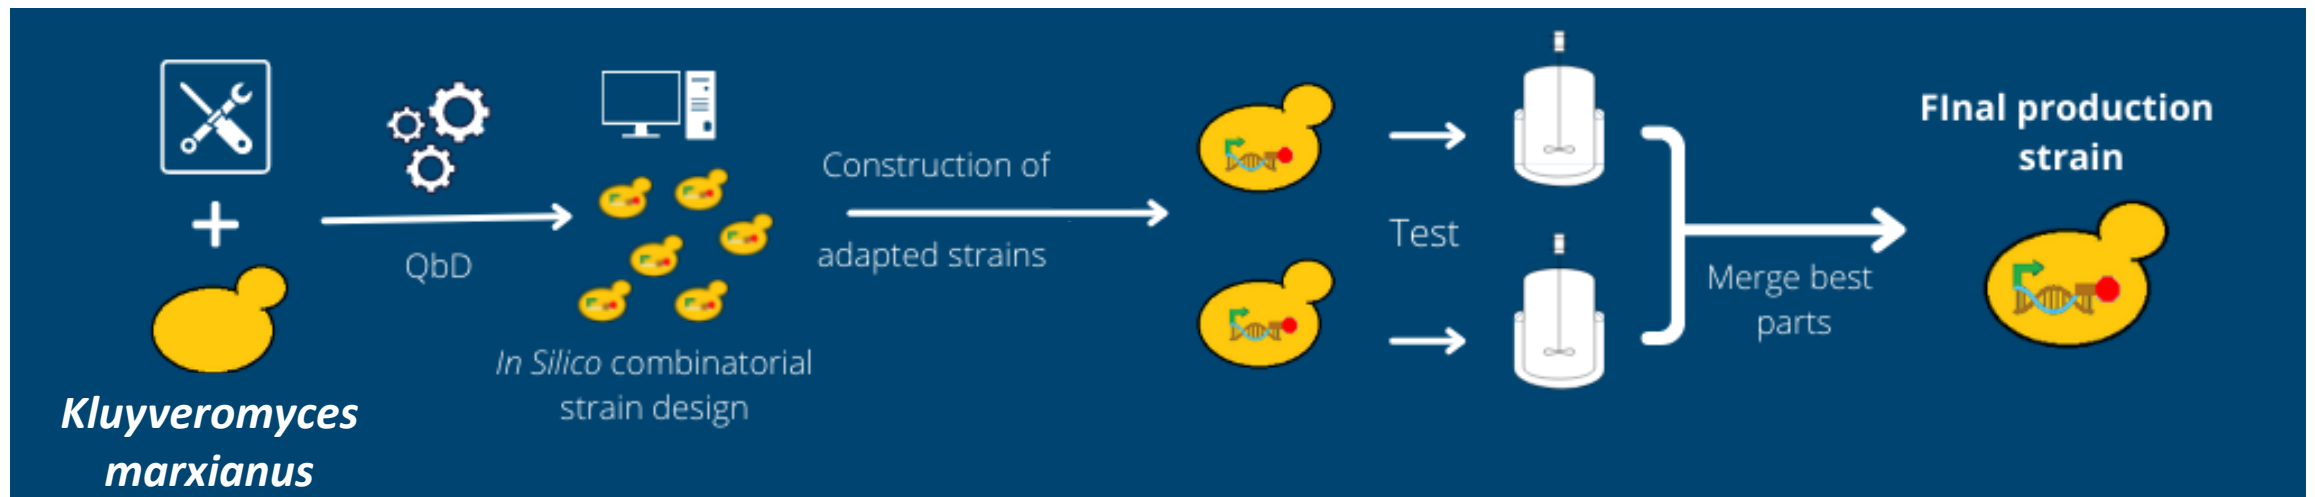 Kluyveromyces
marxianus
QbD
In Silico combinatorial
strain design
Construction of
adapted strains
Test
Merge best
parts
FInal production
strain